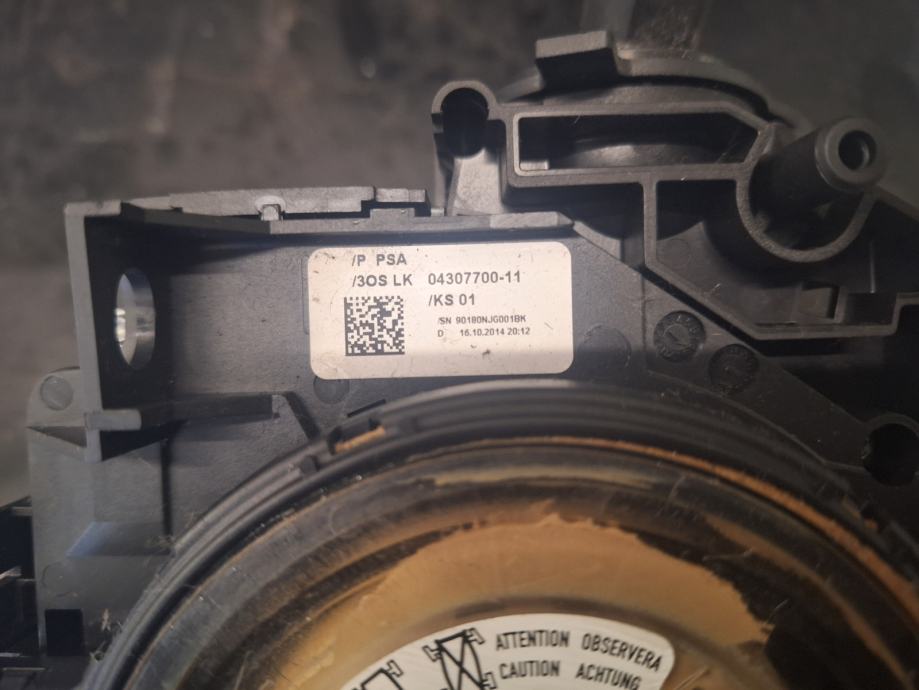 /P PSA
/3OS LK 04307700-11
/KS 01
/SN 90180NJG001BK
D 16.10.2014 20:12
ATTENTION OBSERVERA
CAUTION ACHTUNG